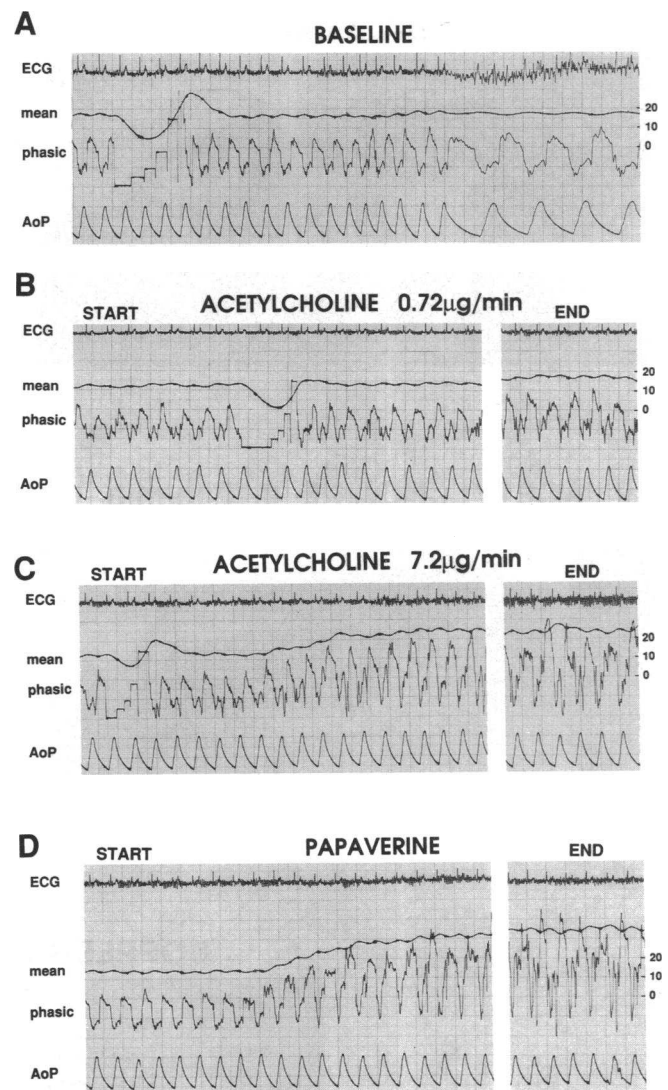 A
BASELINE
ECG
mean
phasic
AoP
20
10
0
B
START
ACETYLCHOLINE 0.72µg/min
END
ECG
mean
phasic
AoP
20
10
0
C
START
ACETYLCHOLINE 7.2µg/min
END
ECG
mean
phasic
AoP
20
10
0
D
START
PAPAVERINE
END
ECG
mean
phasic
AoP
20
10
0